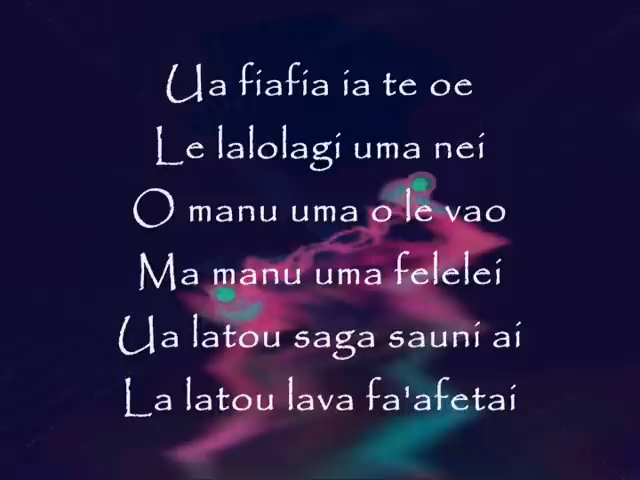 Ua fiafia ia te oe
Le lalolagi uma nei
O manu uma o le vao
Ma manu uma felelei
Ua latou saga sauni ai
La latou lava fa'afetai